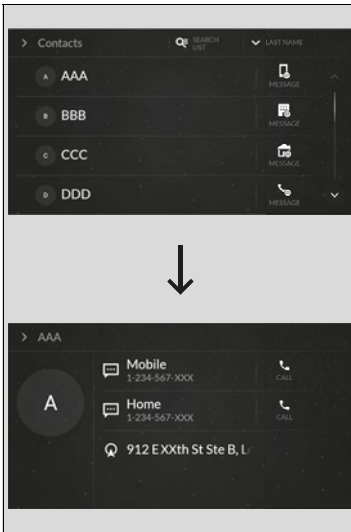 > Contacts
SEARCH
LIST
LAST NAME
A AAA
MESSAGE
B BBB
MESSAGE
C CCC
MESSAGE
D DDD
MESSAGE
> AAA
A
Mobile
1-234-567-XXX
CALL
Home
1-234-567-XXX
CALL
912 E XXth St Ste B, L